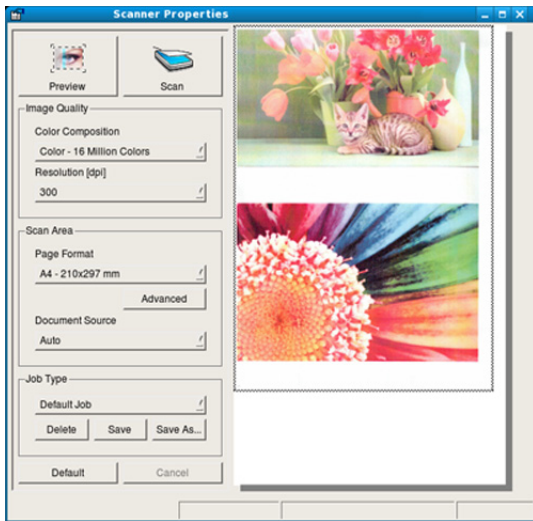 Scanner Properties
Preview
Scan
Image Quality
Color Composition
Color - 16 Million Colors
Resolution [dpi]
300
Scan Area
Page Format
A4 - 210x297 mm
Advanced
Document Source
Auto
Job Type
Default Job
Delete Save Save As...
Default Cancel